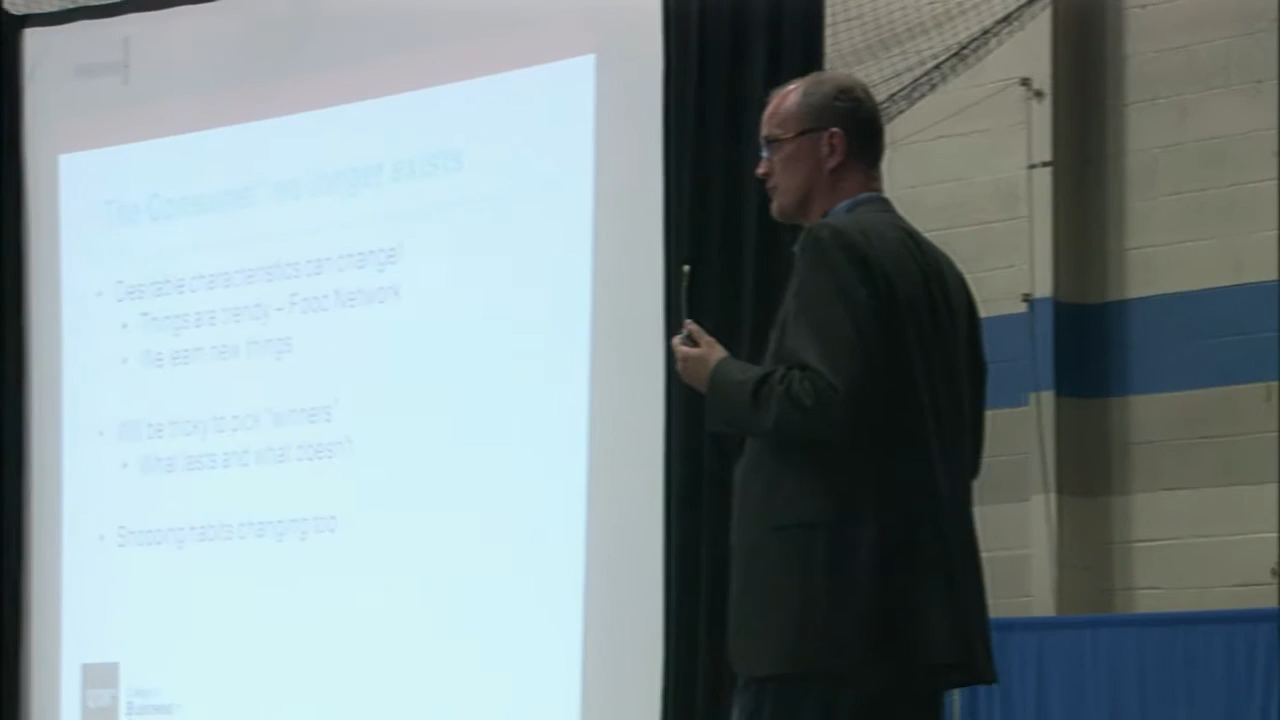 The Consumer' no longer exists
Desirable characteristics can change'
Things are trendy – Food Network
We learn new things
Will be tricky to pick 'winners'
What lasts and what doesn't?
Shopping habits changing too
Business